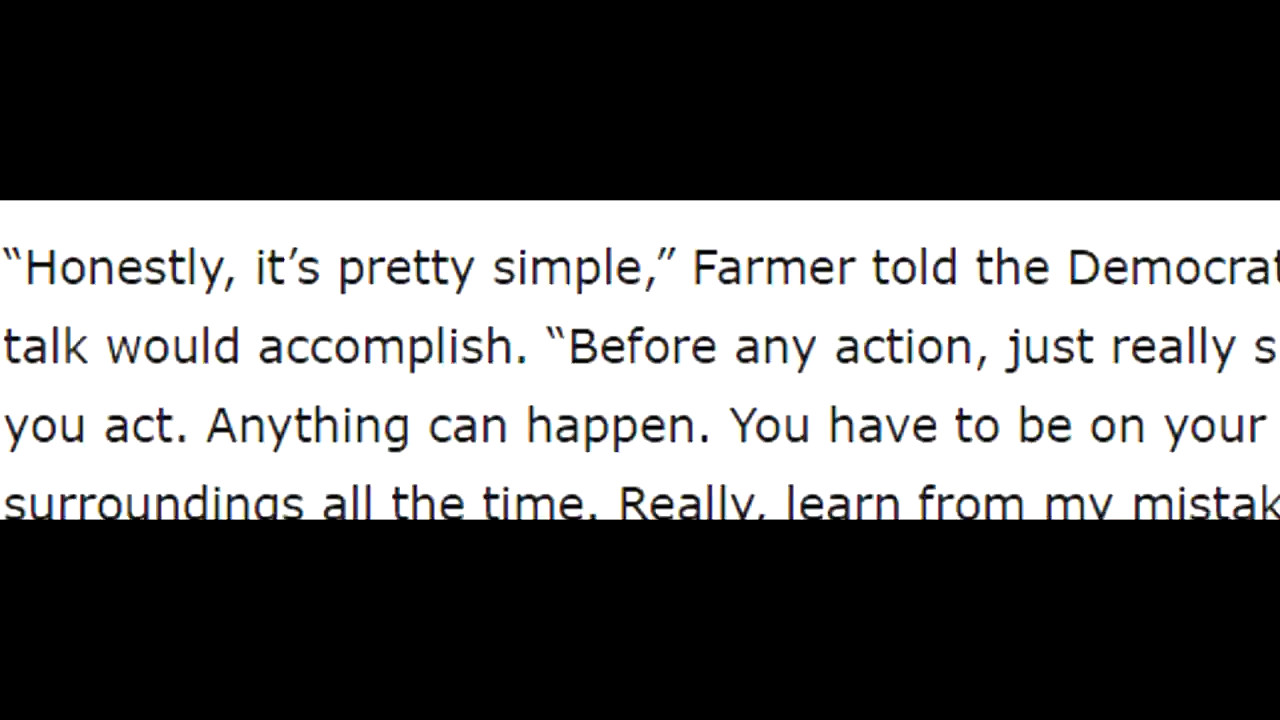 “Honestly, it’s pretty simple,” Farmer told the Democrat
talk would accomplish. “Before any action, just really s
you act. Anything can happen. You have to be on your
surroundings all the time. Really, learn from my mistak